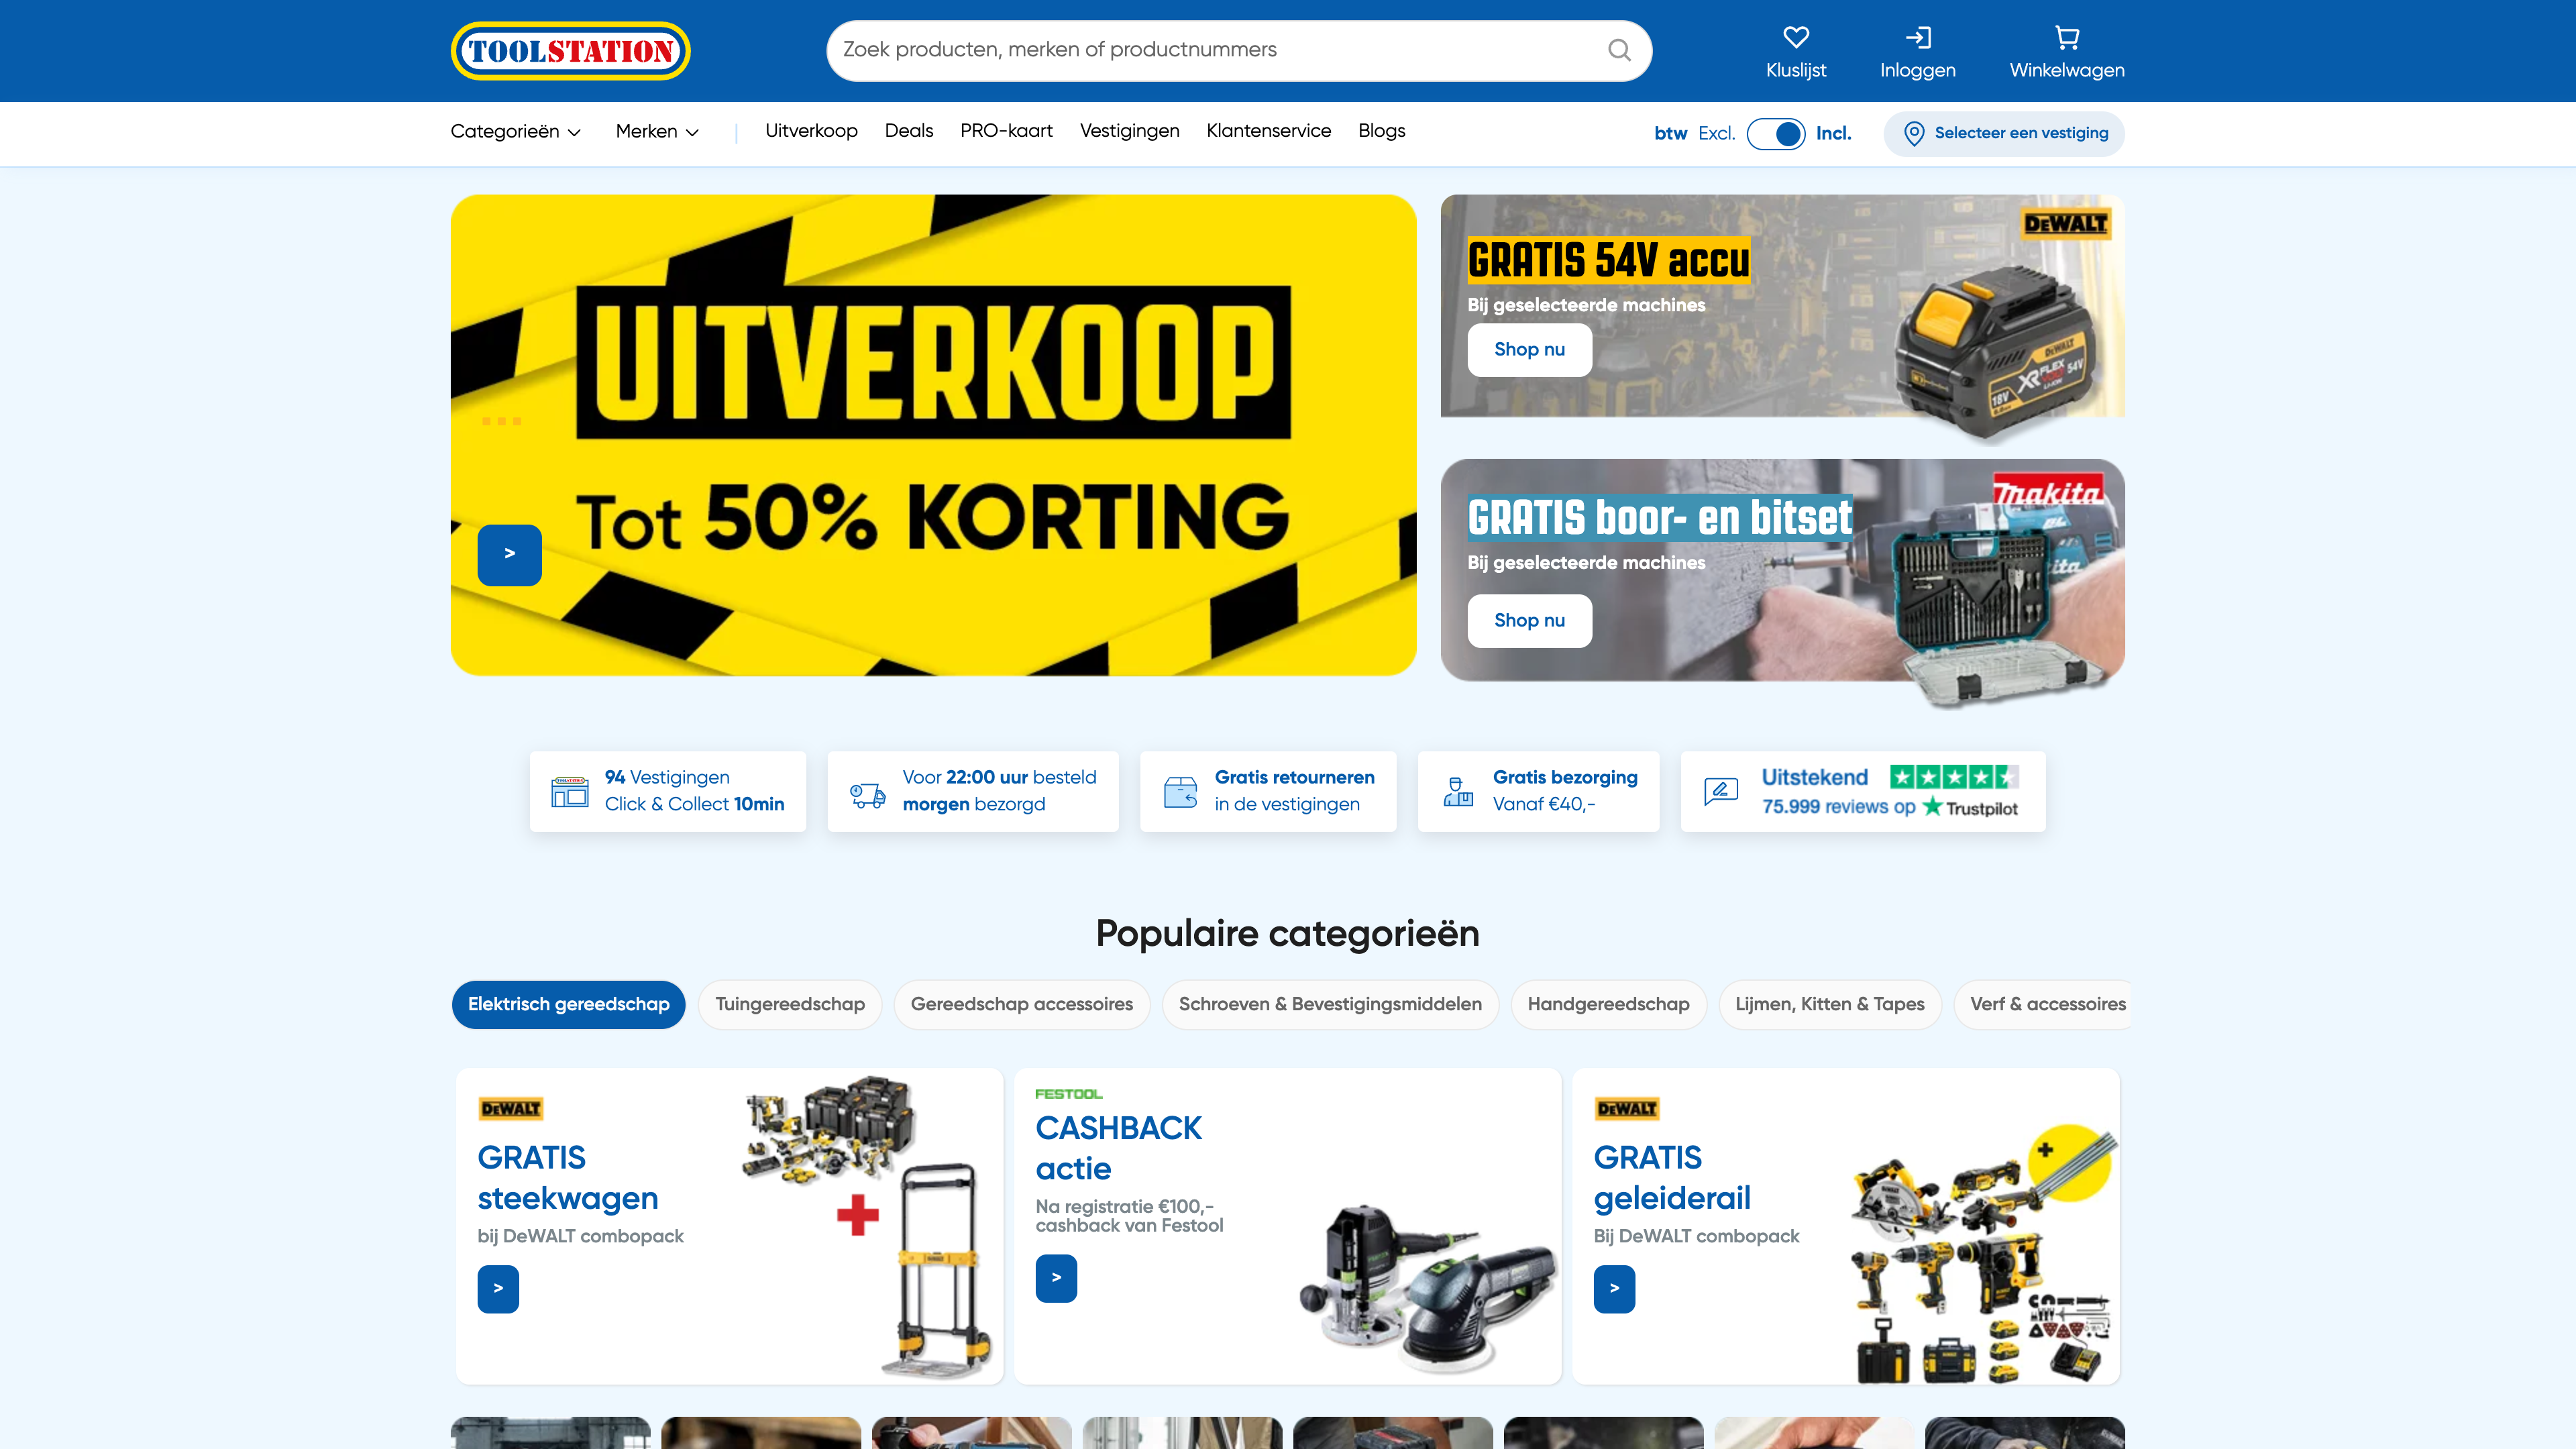 TOOLSTATION
Zoek producten, merken of productnummers
Kluslijst
Inloggen
Winkelwagen
Categorieën
Merken
Uitverkoop
Deals
PRO-kaart
Vestigingen
Klantenservice
Blogs
btw Excl.
Incl.
Selecteer een vestiging
UITVERKOOP
Tot 50% KORTING
>
DEWALT
GRATIS 54V accu
Bij geselecteerde machines
Shop nu
DEWALT
XR FLEX
54V
18V
makita
GRATIS boor- en bitset
Bij geselecteerde machines
Shop nu
94 Vestigingen
Click & Collect 10min
Voor 22:00 uur besteld
morgen bezorgd
Gratis retourneren
in de vestigingen
Gratis bezorging
Vanaf €40,-
Uitstekend
75.999 reviews op Trustpilot
Populaire categorieën
Elektrisch gereedschap
Tuingereedschap
Gereedschap accessoires
Schroeven & Bevestigingsmiddelen
Handgereedschap
Lijmen, Kitten & Tapes
Verf & accessoires
DEWALT
GRATIS
steekwagen
bij DeWALT combopack
>
FESTOOL
CASHBACK
actie
Na registratie €100,-
cashback van Festool
>
DEWALT
GRATIS
geleiderail
Bij DeWALT combopack
>